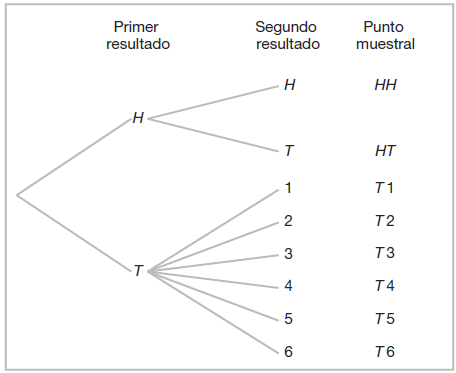 Primer Segundo Punto
resultado resultado muestral
H HH
H
T HT
1 T1
2 T2
3 T3
T
4 T4
5 T5
6 T6